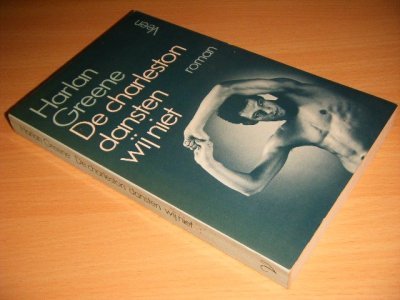 Veen
Harlan
Greene
De charleston
dansten
wij niet
roman
Harlan Greene De charleston dansten wij niet